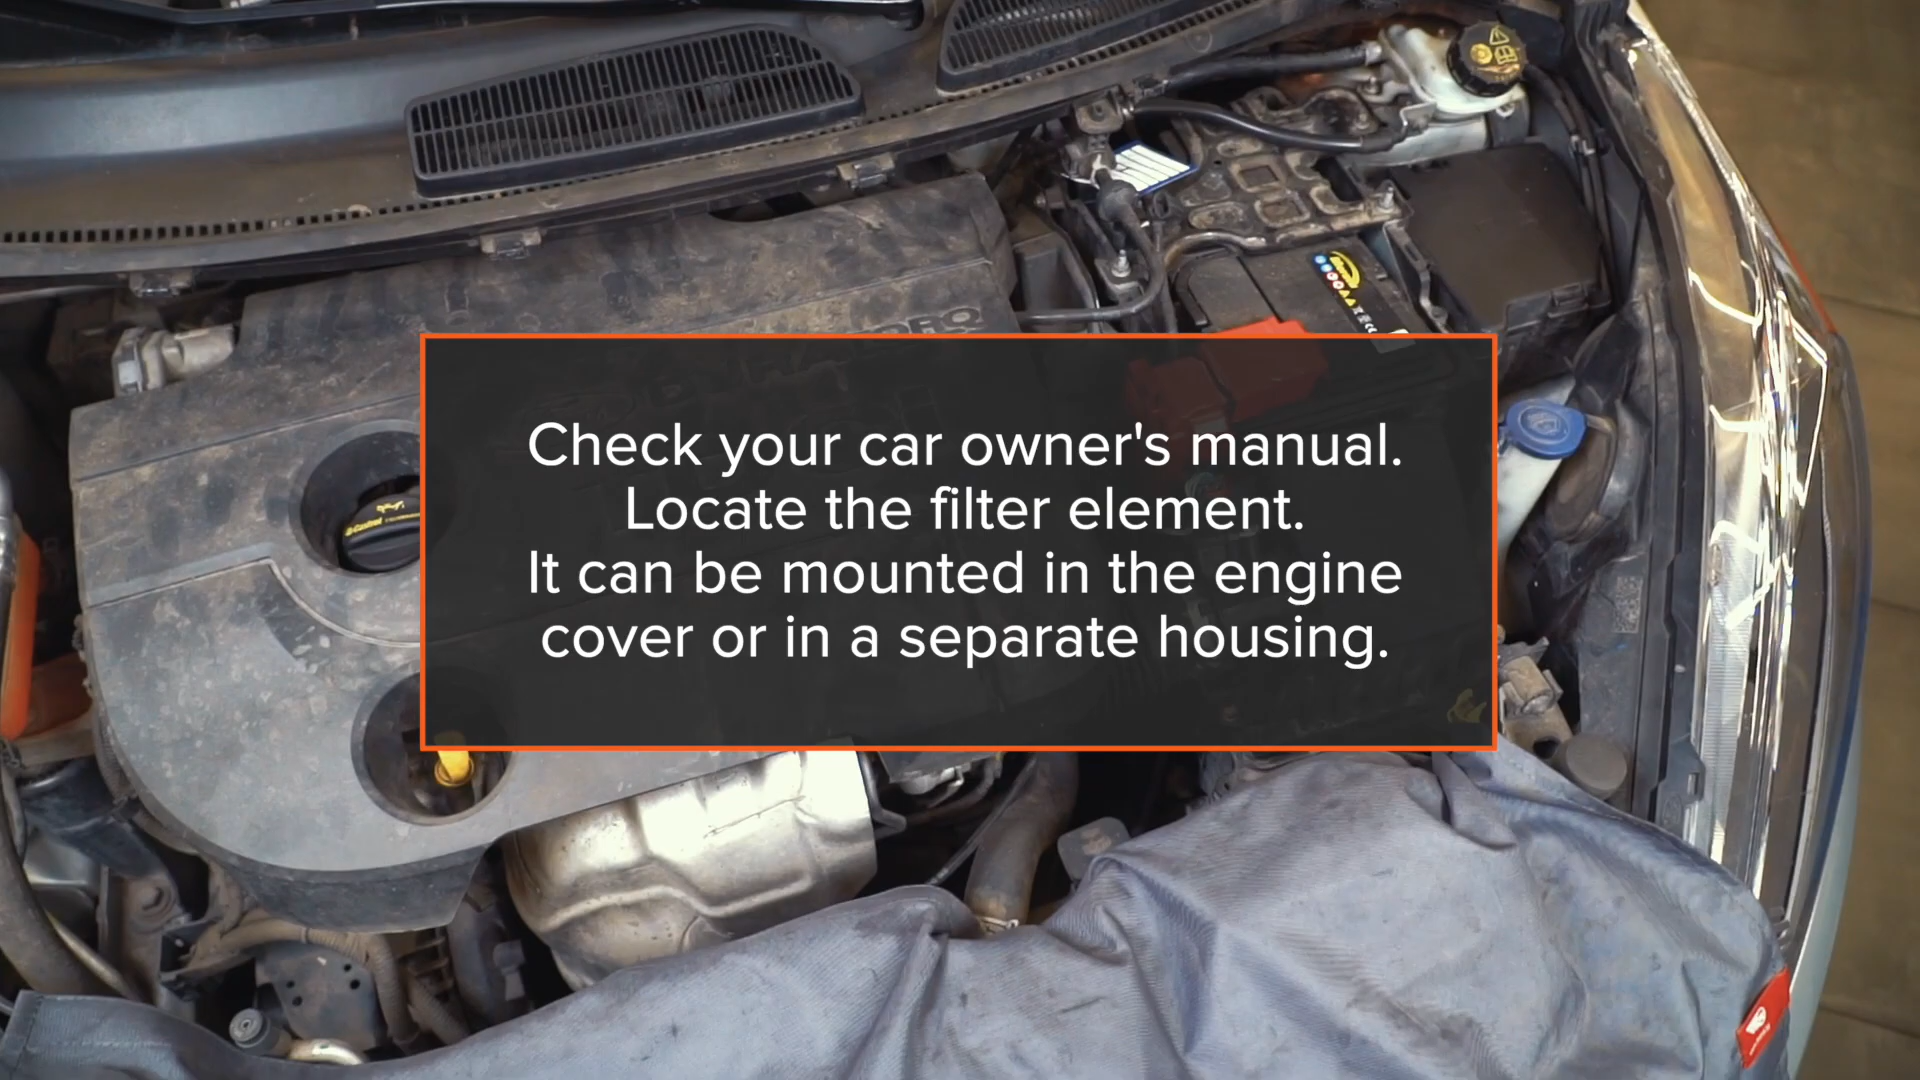 Castrol
Check your car owner's manual.
Locate the filter element.
It can be mounted in the engine
cover or in a separate housing.